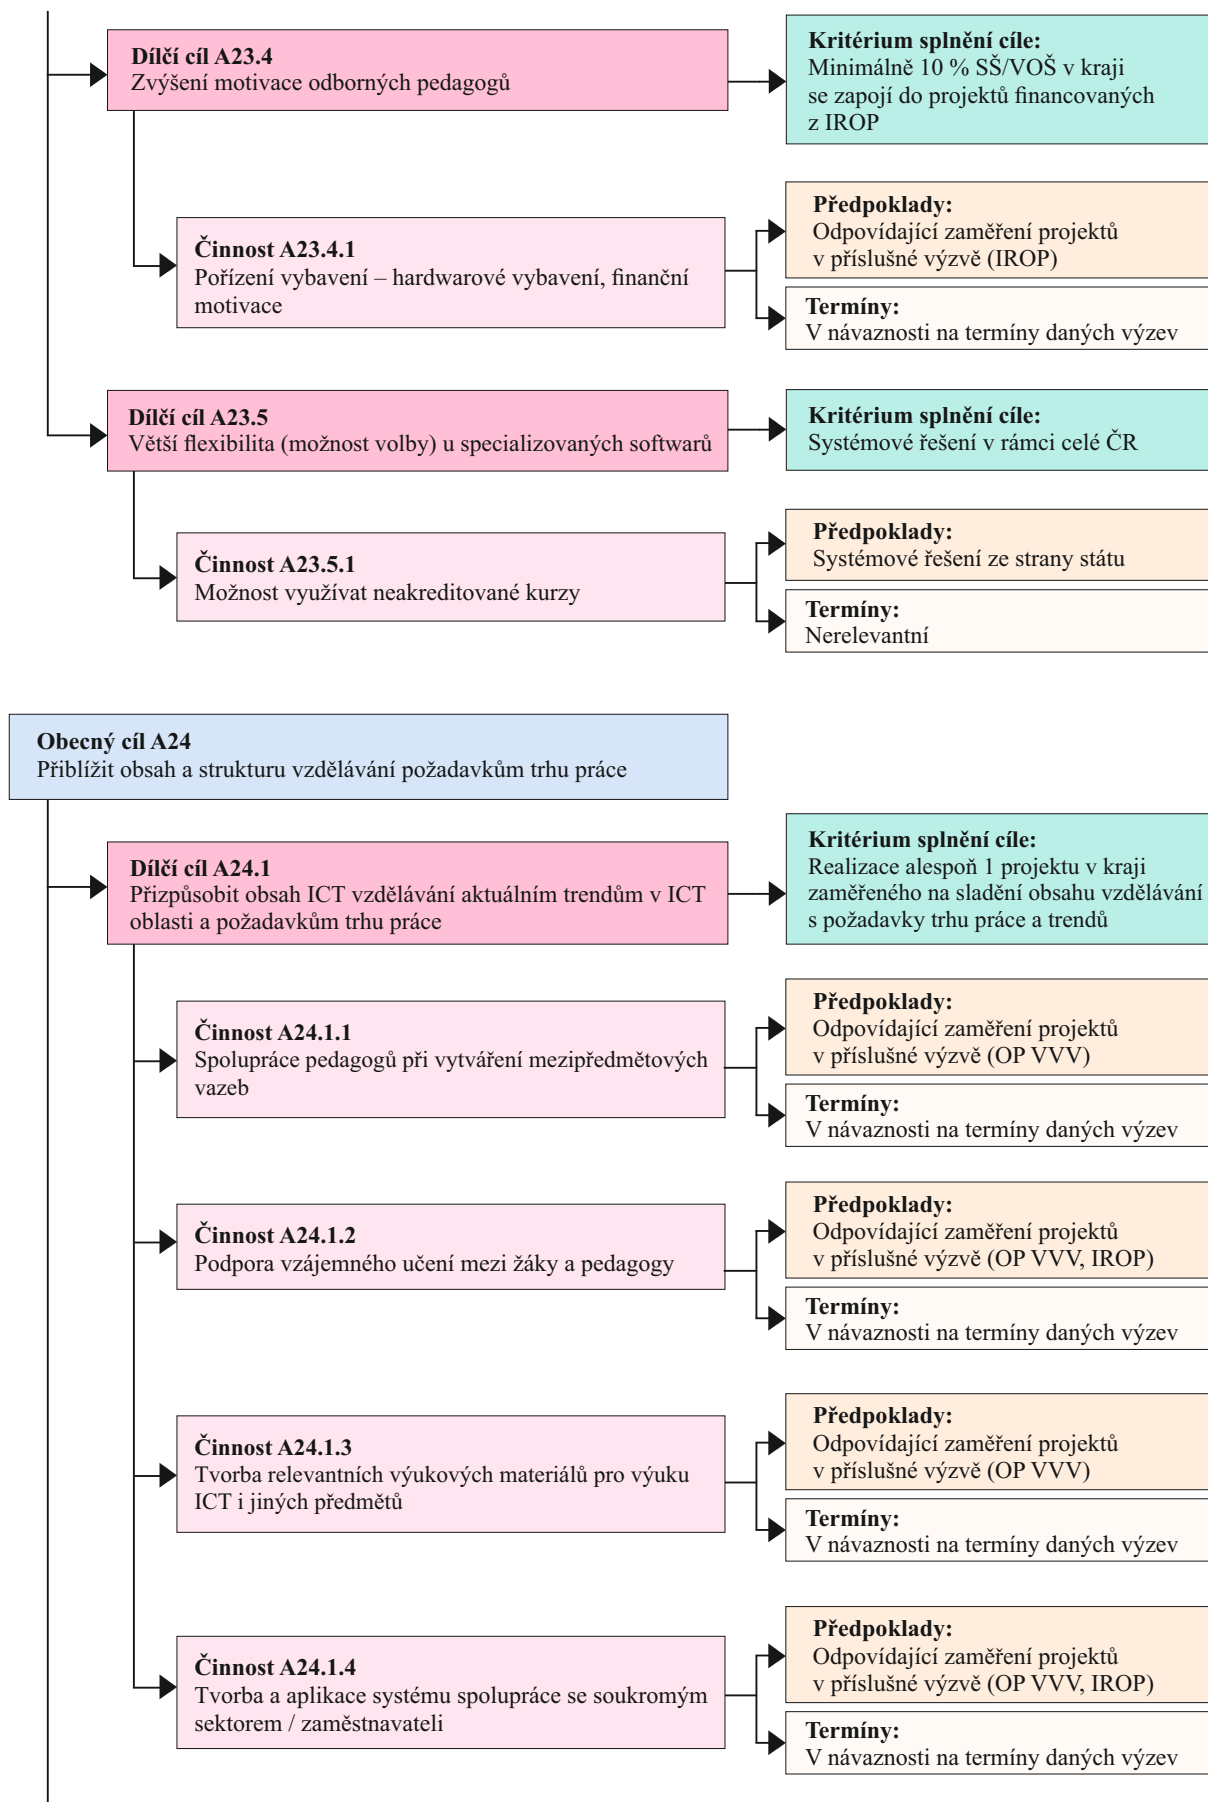 Dílčí cíl A23.4
Zvýšení motivace odborných pedagogů
Kritérium splnění cíle:
Minimálně 10 % SŠ/VOŠ v kraji
se zapojí do projektů financovaných
z IROP
Činnost A23.4.1
Pořízení vybavení – hardwarové vybavení, finanční
motivace
Předpoklady:
Odpovídající zaměření projektů
v příslušné výzvě (IROP)
Termíny:
V návaznosti na termíny daných výzev
Dílčí cíl A23.5
Větší flexibilita (možnost volby) u specializovaných softwarů
Kritérium splnění cíle:
Systémové řešení v rámci celé ČR
Činnost A23.5.1
Možnost využívat neakreditované kurzy
Předpoklady:
Systémové řešení ze strany státu
Termíny:
Nerelevantní
Obecný cíl A24
Přiblížit obsah a strukturu vzdělávání požadavkům trhu práce
Dílčí cíl A24.1
Přizpůsobit obsah ICT vzdělávání aktuálním trendům v ICT
oblasti a požadavkům trhu práce
Kritérium splnění cíle:
Realizace alespoň 1 projektu v kraji
zaměřeného na sladění obsahu vzdělávání
s požadavky trhu práce a trendů
Činnost A24.1.1
Spolupráce pedagogů při vytváření mezipředmětových
vazeb
Předpoklady:
Odpovídající zaměření projektů
v příslušné výzvě (OP VVV)
Termíny:
V návaznosti na termíny daných výzev
Činnost A24.1.2
Podpora vzájemného učení mezi žáky a pedagogy
Předpoklady:
Odpovídající zaměření projektů
v příslušné výzvě (OP VVV, IROP)
Termíny:
V návaznosti na termíny daných výzev
Činnost A24.1.3
Tvorba relevantních výukových materiálů pro výuku
ICT i jiných předmětů
Předpoklady:
Odpovídající zaměření projektů
v příslušné výzvě (OP VVV)
Termíny:
V návaznosti na termíny daných výzev
Činnost A24.1.4
Tvorba a aplikace systému spolupráce se soukromým
sektorem / zaměstnavateli
Předpoklady:
Odpovídající zaměření projektů
v příslušné výzvě (OP VVV, IROP)
Termíny:
V návaznosti na termíny daných výzev